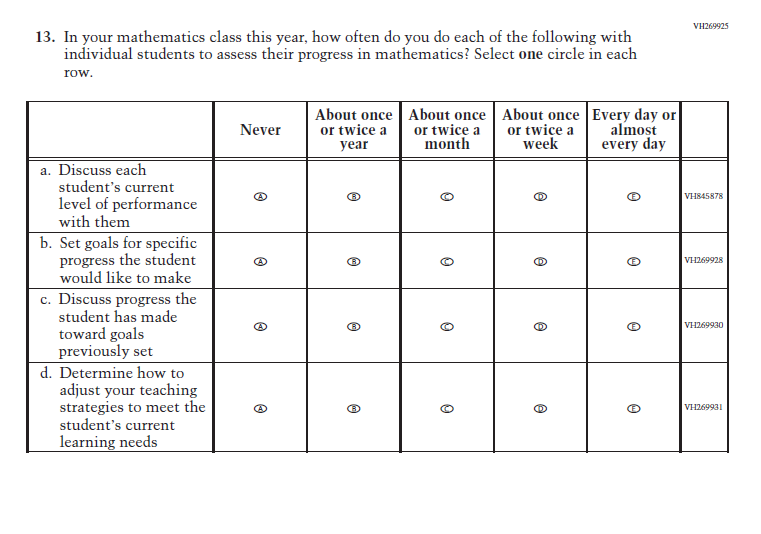 VH269925
13. In your mathematics class this year, how often do you do each of the following with
individual students to assess their progress in mathematics? Select one circle in each
row.
Never
About once
or twice a
year
About once
or twice a
month
About once
or twice a
week
Every day or
almost
every day
a. Discuss each
student's current
level of performance
with them
A B C D E VH845878
b. Set goals for specific
progress the student
would like to make
A B C D E VH269928
c. Discuss progress the
student has made
toward goals
previously set
A B C D E VH269930
d. Determine how to
adjust your teaching
strategies to meet the
student's current
learning needs
A B C D E VH269931